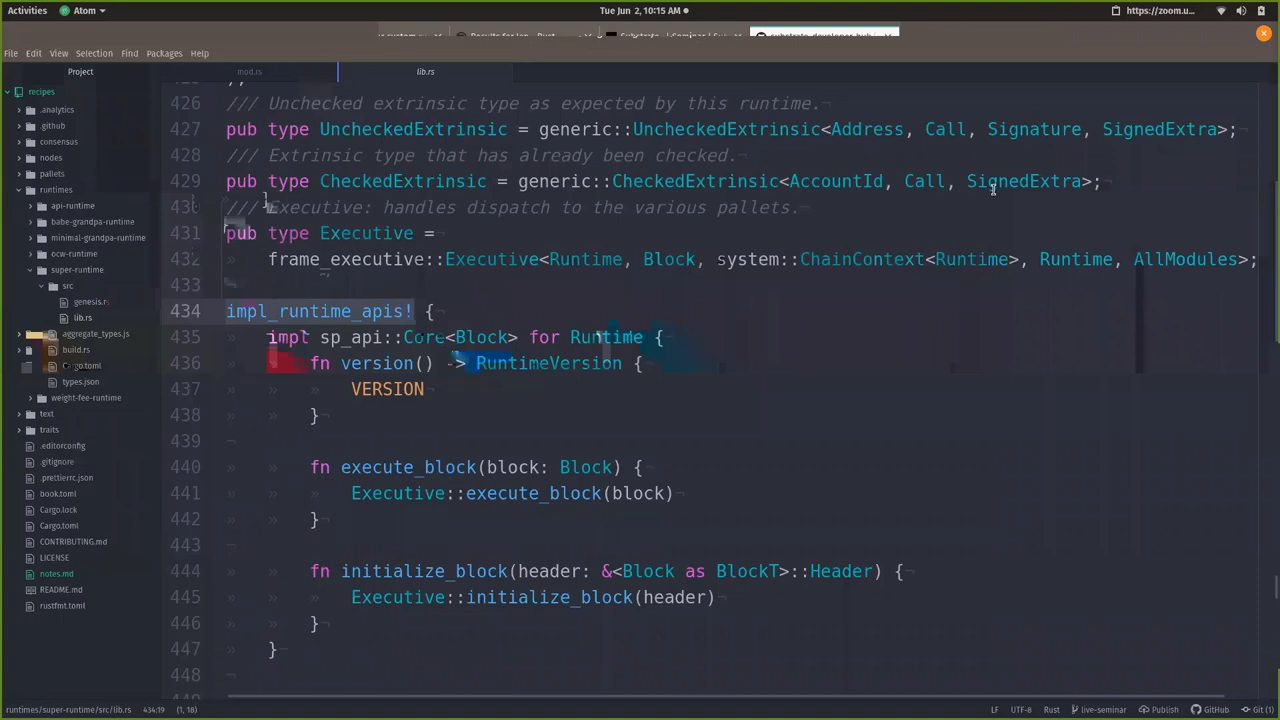 Activities
Atom
Tue Jun 2, 10:15 AM
https://zoom.u...
File Edit View Selection Find Packages Help
Project
mod.rs
lib.rs
recipes
.analytics
.github
consensus
nodes
pallets
runtimes
api-runtime
babe-grandpa-runtime
minimal-grandpa-runtime
ocw-runtime
super-runtime
src
genesis.rs
lib.rs
aggregate_types.js
build.rs
Cargo.toml
types.json
weight-fee-runtime
text
traits
.editorconfig
.gitignore
.prettierrc.json
book.toml
Cargo.lock
Cargo.toml
CONTRIBUTING.md
LICENSE
notes.md
README.md
rustfmt.toml
426 /// Unchecked extrinsic type as expected by this runtime.
427 pub type UncheckedExtrinsic = generic::UncheckedExtrinsic<Address, Call, Signature, SignedExtra>;
428 /// Extrinsic type that has already been checked.
429 pub type CheckedExtrinsic = generic::CheckedExtrinsic<AccountId, Call, SignedExtra>;
430 /// Executive: handles dispatch to the various pallets.
431 pub type Executive =
432 frame_executive::Executive<Runtime, Block, system::ChainContext<Runtime>, Runtime, AllModules>;
433
434 impl_runtime_apis! {
435 impl sp_api::Core<Block> for Runtime {
436 fn version() -> RuntimeVersion {
437 VERSION
438 }
439
440 fn execute_block(block: Block) {
441 Executive::execute_block(block)
442 }
443
444 fn initialize_block(header: &<Block as BlockT>::Header) {
445 Executive::initialize_block(header)
446 }
447 }
448
runtimes/super-runtime/src/lib.rs 434:19 (1, 18)
LF UTF-8 Rust live-seminar Publish GitHub Git (1)